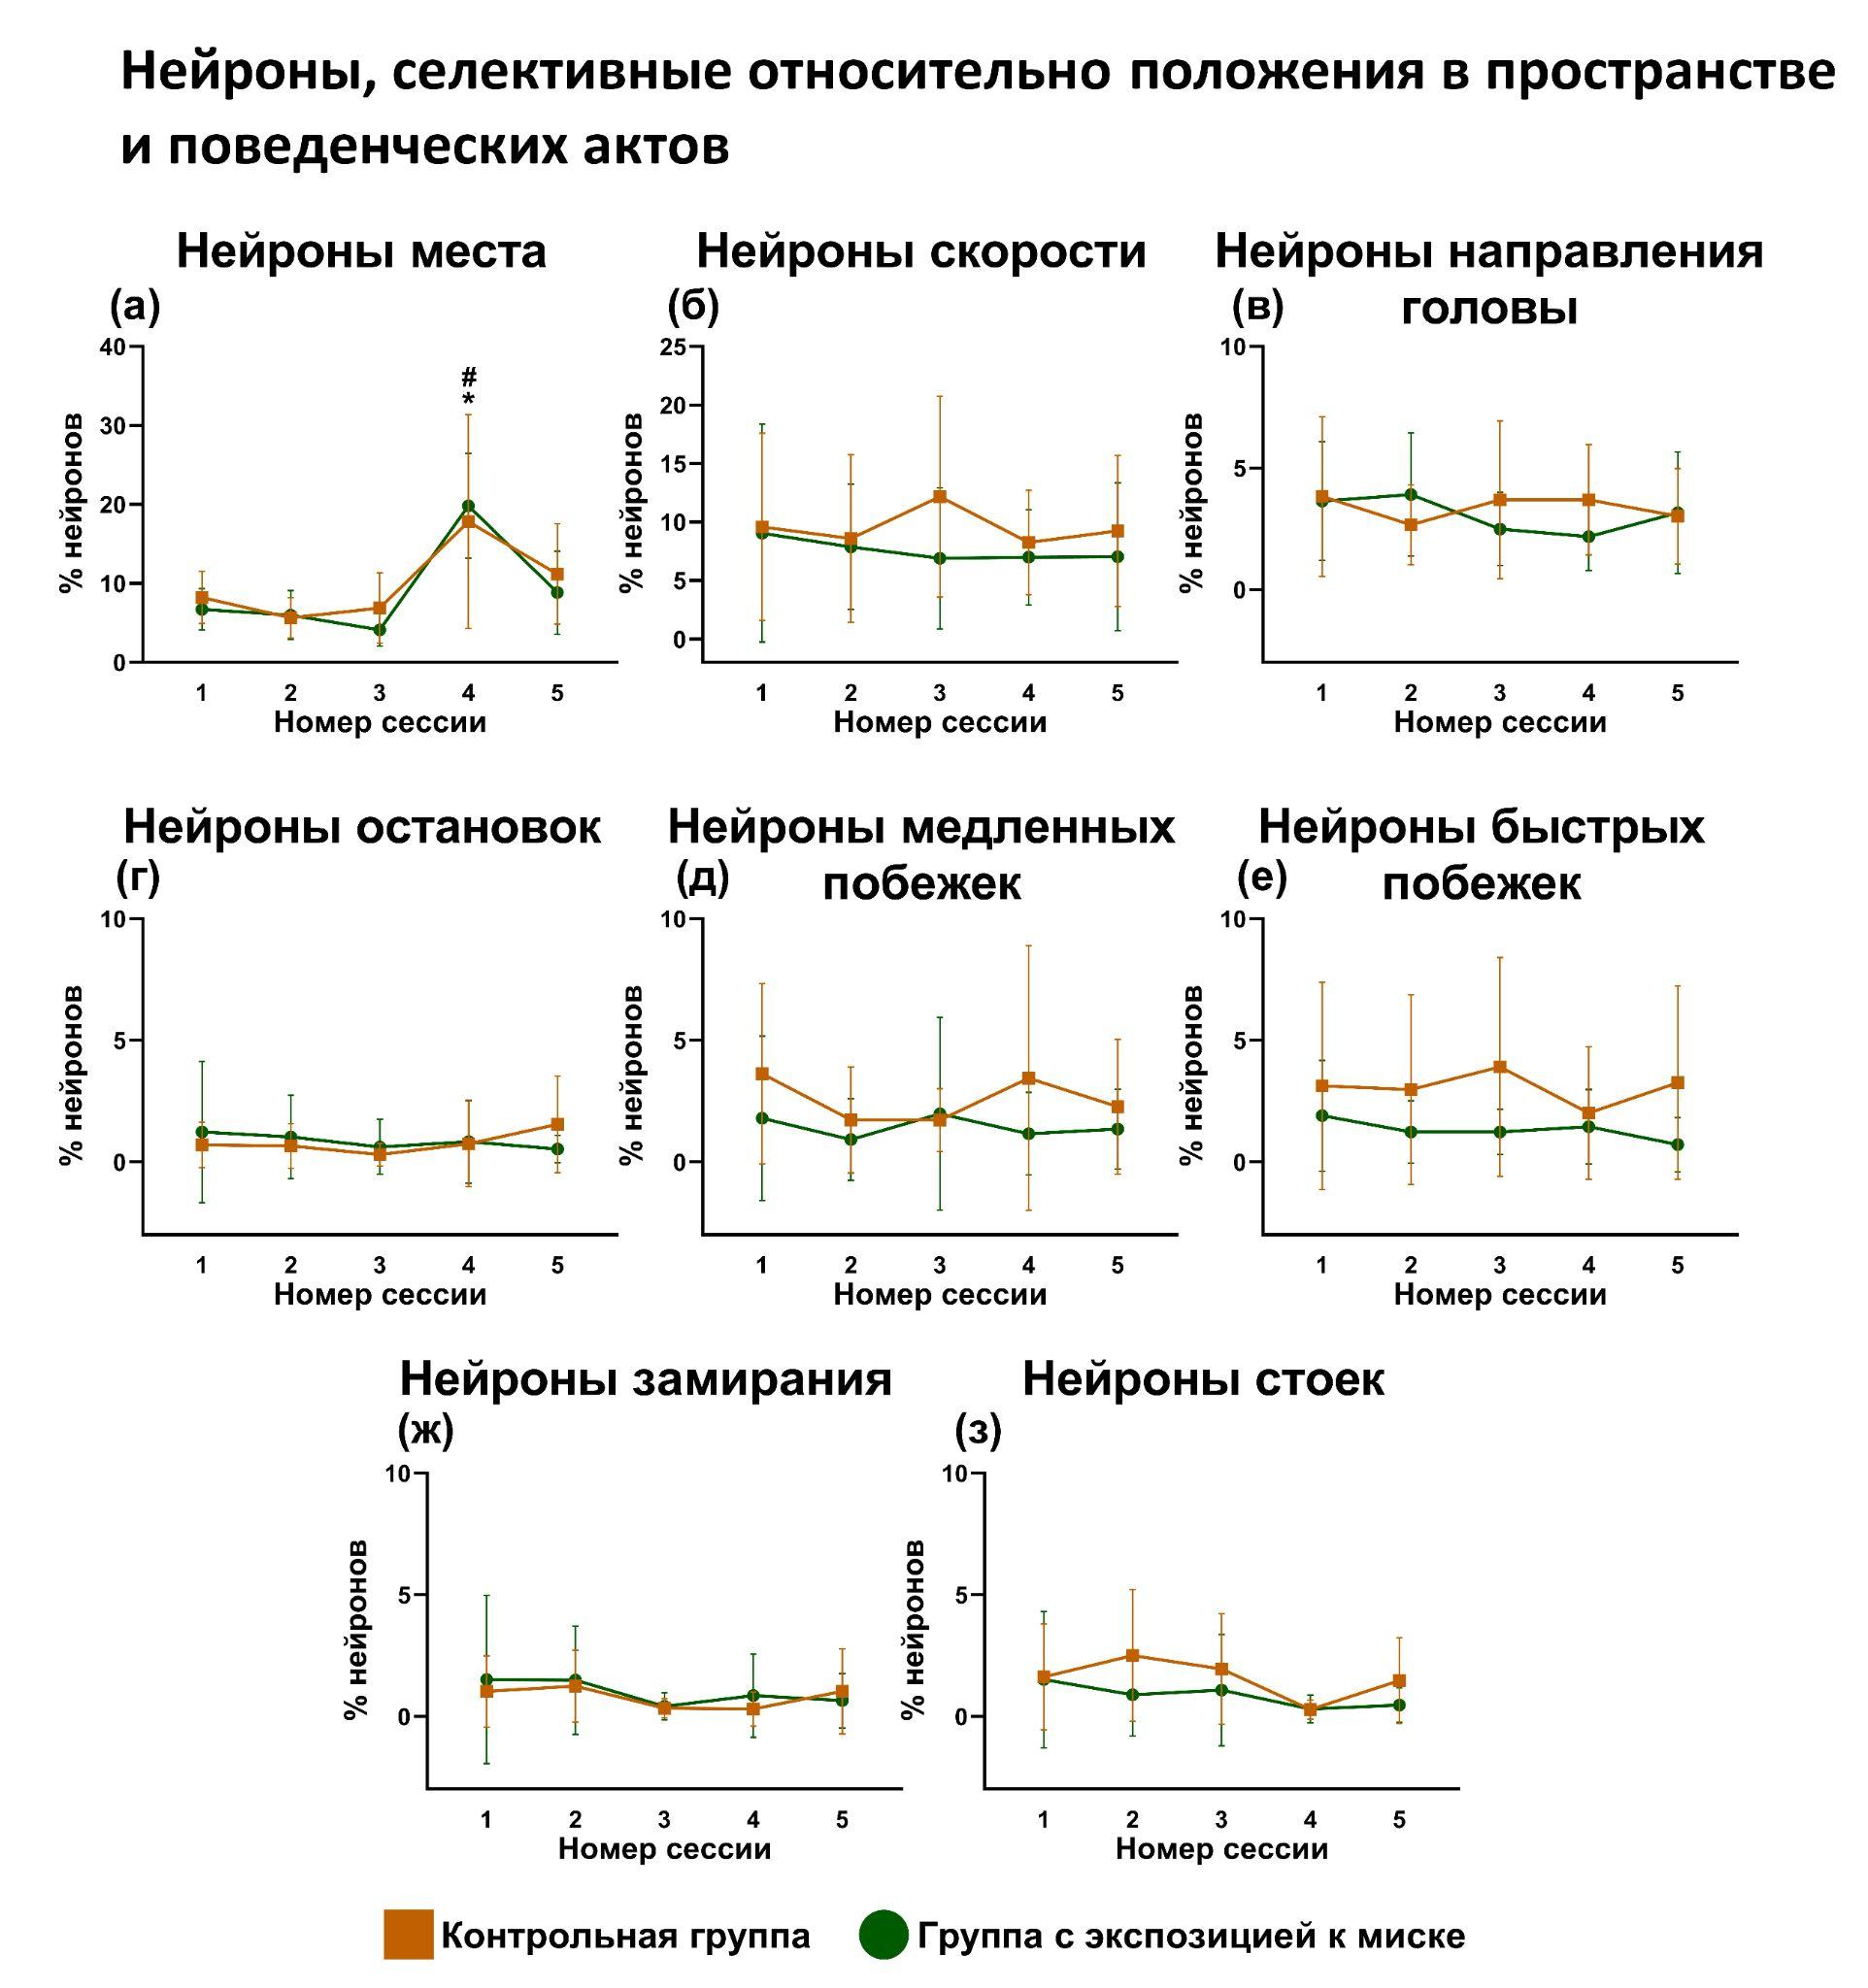 Нейроны, селективные относительно положения в пространстве
и поведенческих актов
Нейроны места
(а)
% нейронов
40
30
20
10
0
#
*
1 2 3 4 5
Номер сессии
Нейроны скорости
(б)
% нейронов
25
20
15
10
5
0
1 2 3 4 5
Номер сессии
Нейроны направления
головы
(в)
% нейронов
10
5
0
1 2 3 4 5
Номер сессии
Нейроны остановок
(г)
% нейронов
10
5
0
1 2 3 4 5
Номер сессии
Нейроны медленных
побежек
(д)
% нейронов
10
5
0
1 2 3 4 5
Номер сессии
Нейроны быстрых
побежек
(е)
% нейронов
10
5
0
1 2 3 4 5
Номер сессии
Нейроны замирания
(ж)
% нейронов
10
5
0
1 2 3 4 5
Номер сессии
Нейроны стоек
(з)
% нейронов
10
5
0
1 2 3 4 5
Номер сессии
Контрольная группа
Группа с экспозицией к миске